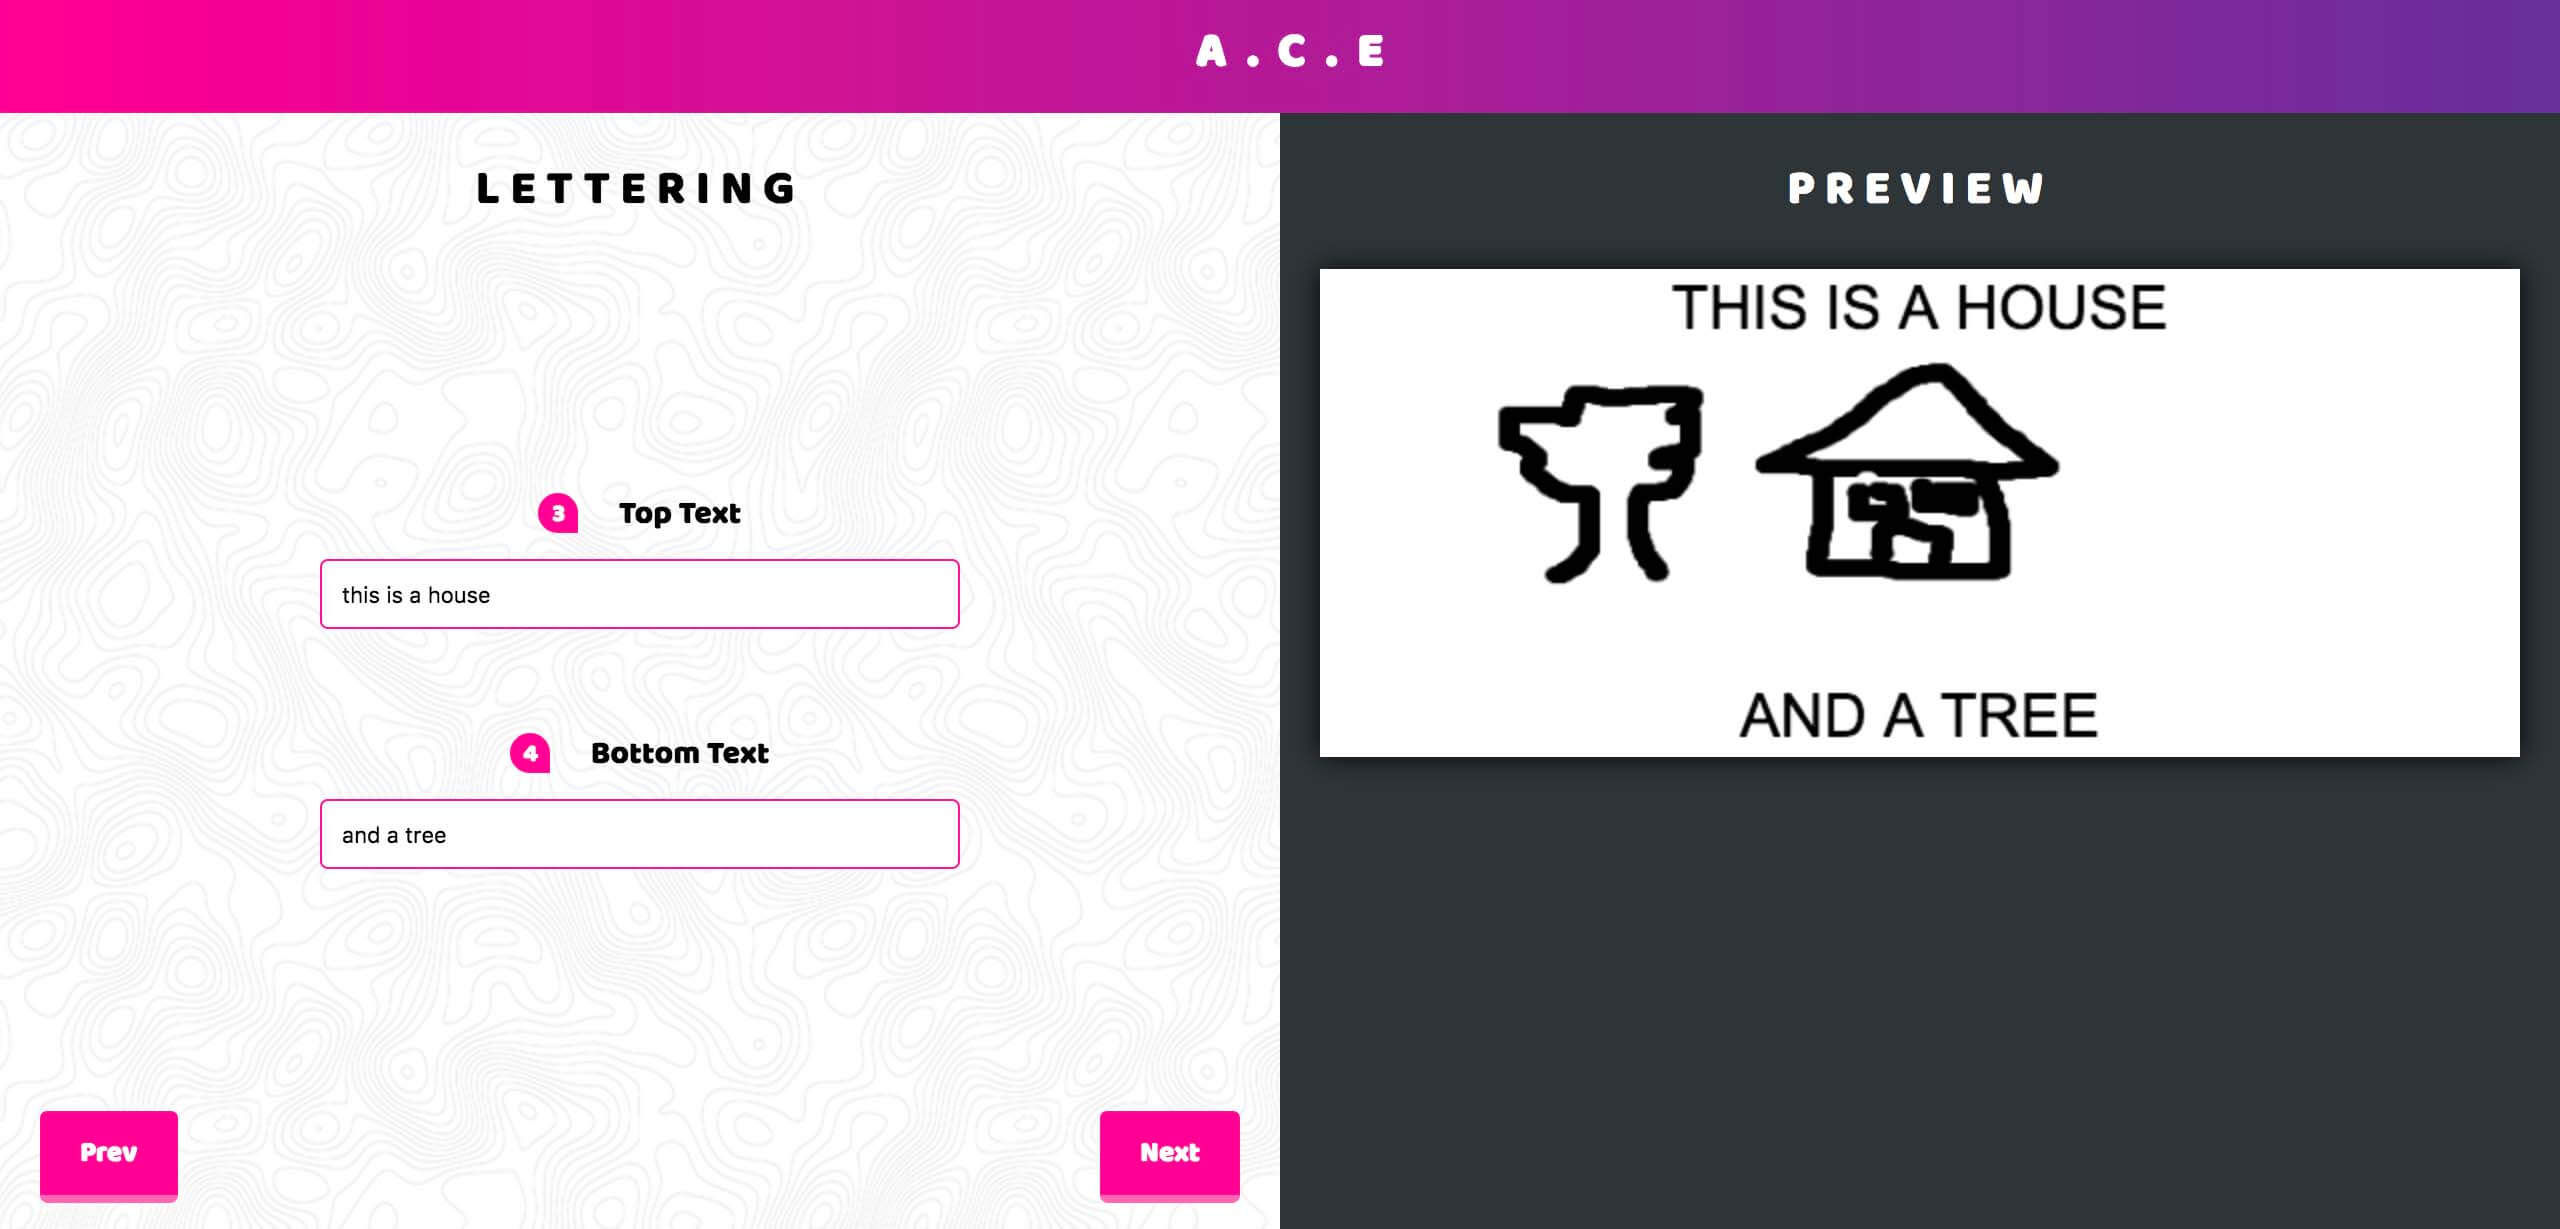 A.C.E
LETTERING
3 Top Text
this is a house
4 Bottom Text
and a tree
Prev
Next
PREVIEW
THIS IS A HOUSE
AND A TREE